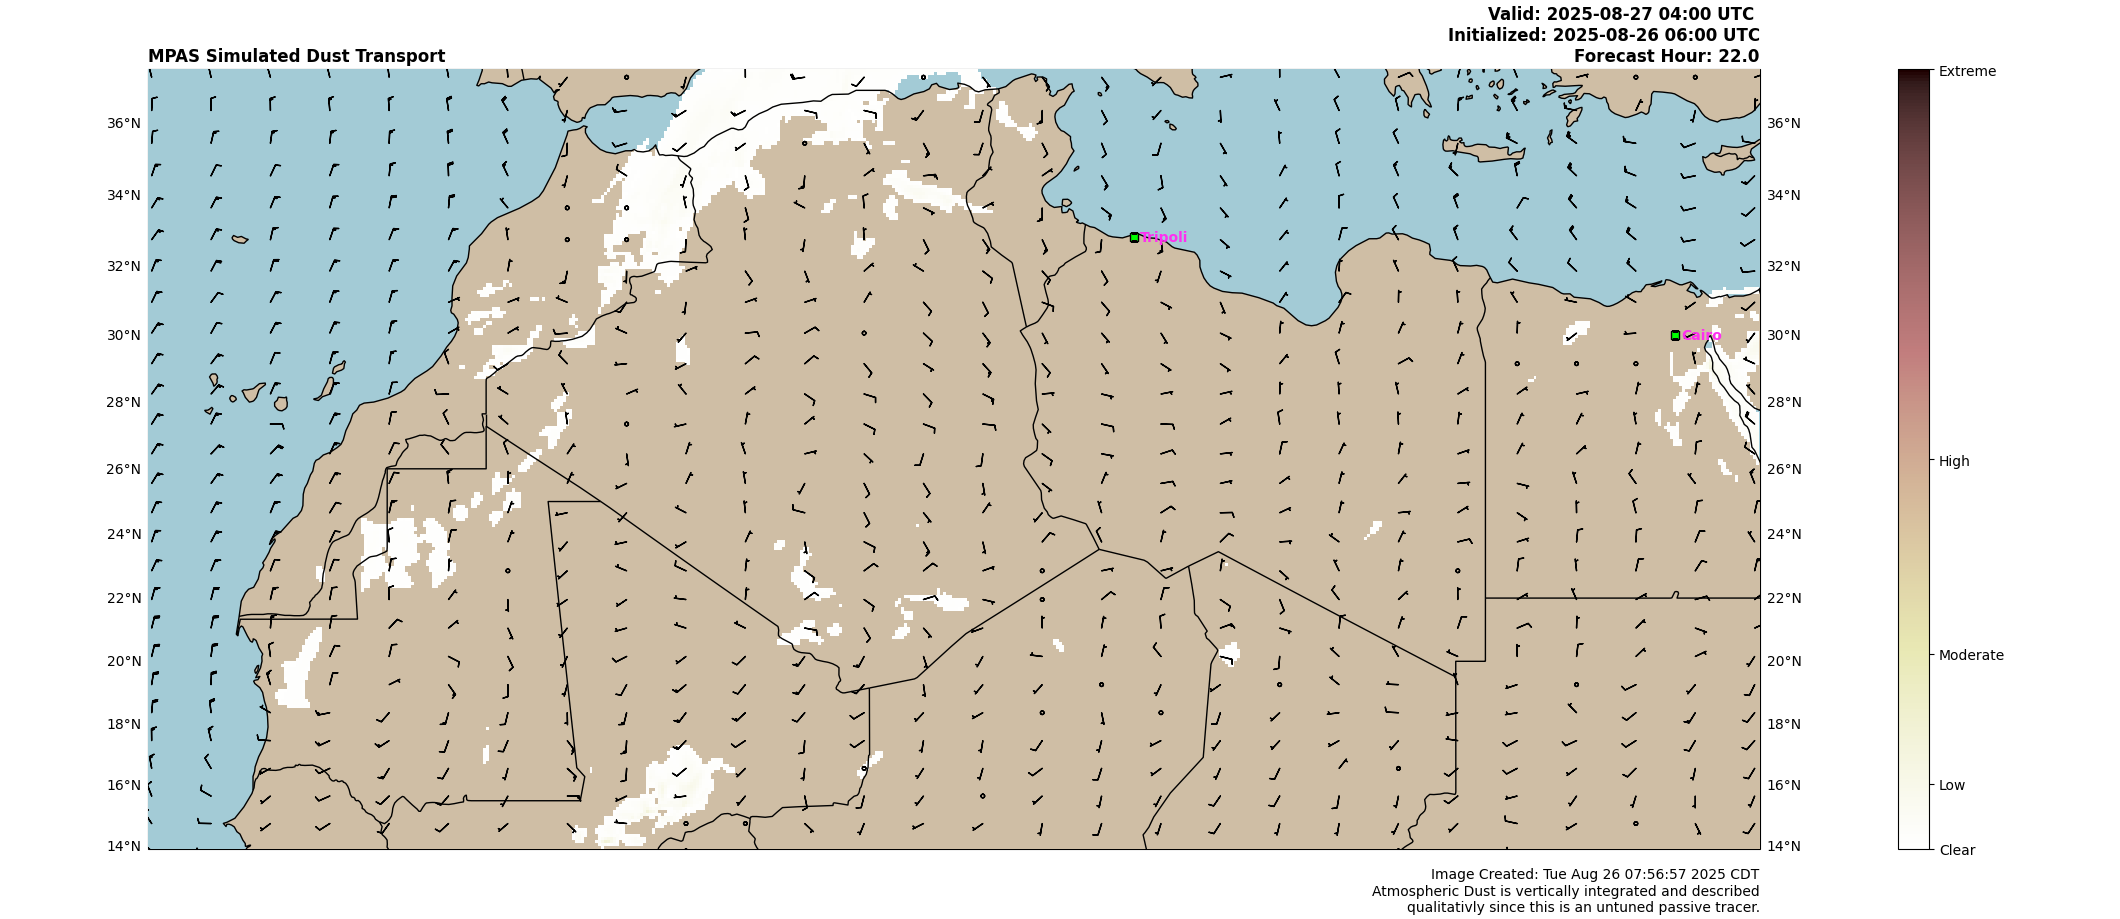 Valid: 2025-08-27 04:00 UTC
Initialized: 2025-08-26 06:00 UTC
MPAS Simulated Dust Transport
Forecast Hour: 22.0
Extreme
36°N
36°N
34°N
34°N
Tripoli
32°N
32°N
30°N
Cairo
30°N
28°N
28°N
26°N
26°N
High
24°N
24°N
22°N
22°N
20°N
20°N
Moderate
18°N
18°N
16°N
16°N
Low
14°N
14°N
Clear
Image Created: Tue Aug 26 07:56:57 2025 CDT
Atmospheric Dust is vertically integrated and described
qualitativly since this is an untuned passive tracer.